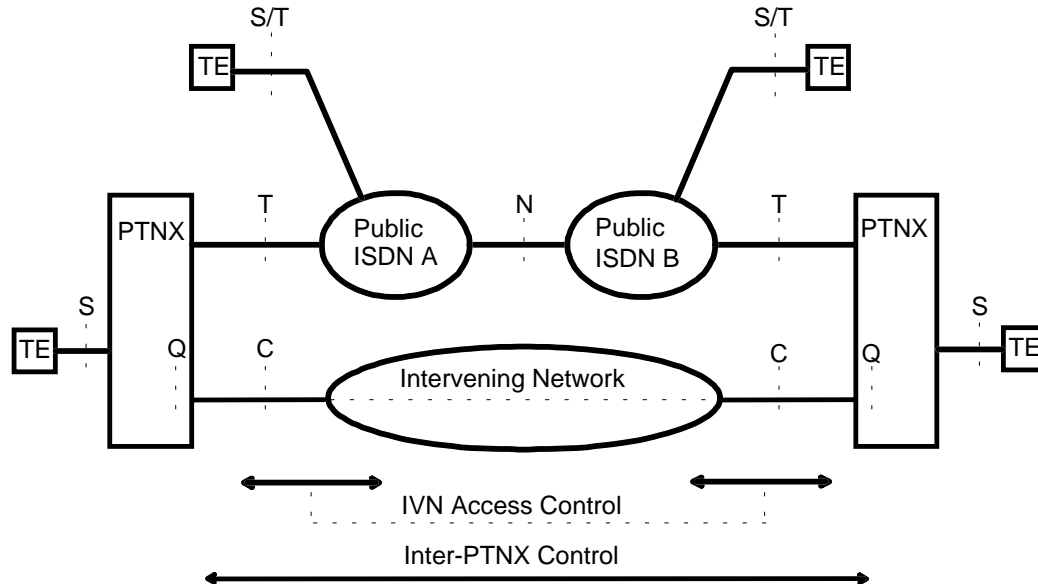 S/T
S/T
TE
TE
PTNX
T
Public
ISDN A
N
Public
ISDN B
T
PTNX
S
S
TE
Q
C
Intervening Network
C
Q
TE
IVN Access Control
Inter-PTNX Control